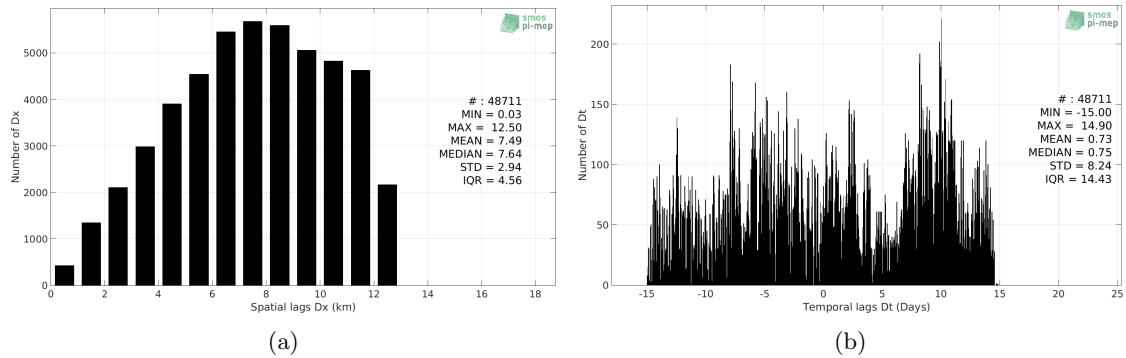 smos
pi-mep
Number of Dx
5000
4000
3000
2000
1000
0
# : 48711
MIN = 0.03
MAX = 12.50
MEAN = 7.49
MEDIAN = 7.64
STD = 2.94
IQR = 4.56
0 2 4 6 8 10 12 14 16 18
Spatial lags Dx (km)
(a)
smos
pi-mep
Number of Dt
200
150
100
50
0
# : 48711
MIN = -15.00
MAX = 14.90
MEAN = 0.73
MEDIAN = 0.75
STD = 8.24
IQR = 14.43
-15 -10 -5 0 5 10 15 20 25
Temporal lags Dt (Days)
(b)